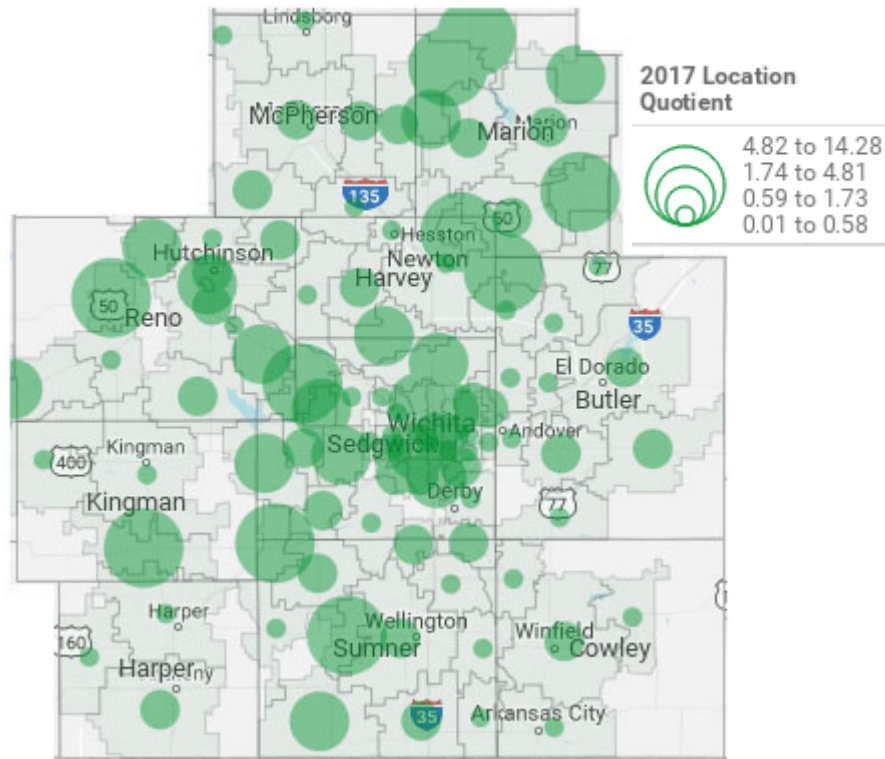 Lindsborg
McPherson
Marion
Marion
135
50
Hesston
Newton
Harvey
Hutchinson
50
Reno
77
35
El Dorado
Butler
Wichita
Sedgwick
Andover
Kingman
400
Kingman
Derby
77
Harper
160
Harper
Wellington
Sumner
Winfield
Cowley
35
Arkansas City
2017 Location
Quotient
4.82 to 14.28
1.74 to 4.81
0.59 to 1.73
0.01 to 0.58